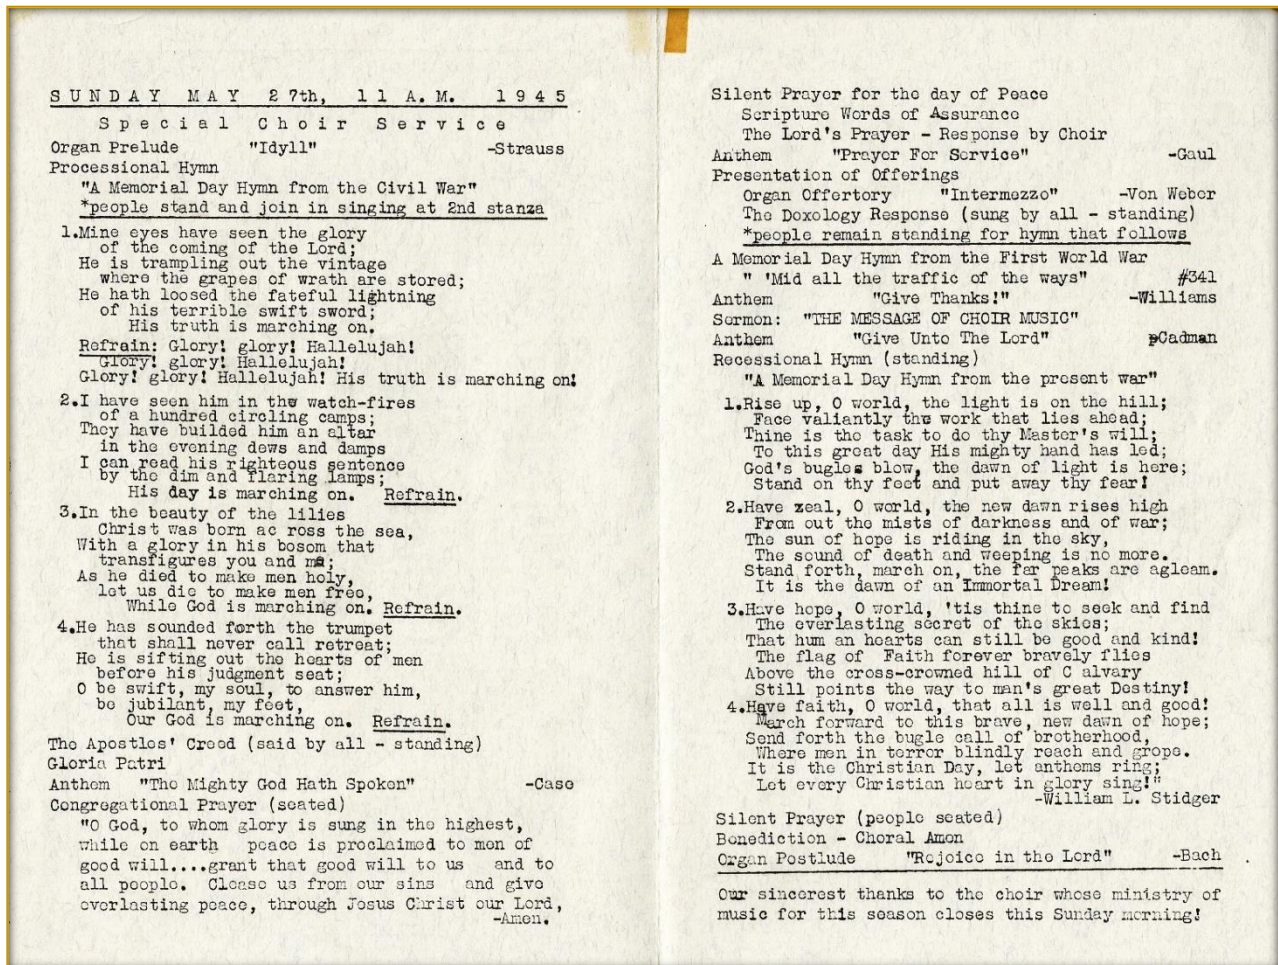 SUNDAY MAY 27th, 11 A.M. 1945
Special Choir Service
Organ Prelude "Idyll" -Strauss
Processional Hymn
"A Memorial Day Hymn from the Civil War"
*people stand and join in singing at 2nd stanza
1.Mine eyes have seen the glory
of the coming of the Lord;
He is trampling out the vintage
where the grapes of wrath are stored;
He hath loosed the fateful lightning
of his terrible swift sword;
His truth is marching on.
Refrain: Glory! glory! Hallelujah!
Glory! glory! Hallelujah!
Glory! glory! Hallelujah! His truth is marching on!
2.I have seen him in the watch-fires
of a hundred circling camps;
They have builded him an altar
in the evening dews and damps
I can read his righteous sentence
by the dim and flaring lamps;
His day is marching on. Refrain.
3.In the beauty of the lilies
Christ was born ac ross the sea,
With a glory in his bosom that
transfigures you and me;
As he died to make men holy,
let us die to make men free,
While God is marching on. Refrain.
4.He has sounded forth the trumpet
that shall never call retreat;
He is sifting out the hearts of men
before his judgment seat;
O be swift, my soul, to answer him,
be jubilant, my feet,
Our God is marching on. Refrain.
The Apostles' Creed (said by all - standing)
Gloria Patri
Anthem "The Mighty God Hath Spoken" -Case
Congregational Prayer (seated)
"O God, to whom glory is sung in the highest,
while on earth peace is proclaimed to men of
good will....grant that good will to us and to
all people. Clease us from our sins and give
everlasting peace, through Jesus Christ our Lord,
-Amen.
Silent Prayer for the day of Peace
Scripture Words of Assurance
The Lord's Prayer - Response by Choir
Anthem "Prayer For Service" -Gaul
Presentation of Offerings
Organ Offertory "Intermezzo" -Von Weber
The Doxology Response (sung by all - standing)
*people remain standing for hymn that follows
A Memorial Day Hymn from the First World War
" 'Mid all the traffic of the ways" #341
Anthem "Give Thanks!" -Williams
Sermon: "THE MESSAGE OF CHOIR MUSIC"
Anthem "Give Unto The Lord" pCadman
Recessional Hymn (standing)
"A Memorial Day Hymn from the present war"
1.Rise up, O world, the light is on the hill;
Face valiantly the work that lies ahead;
Thine is the task to do thy Master's will;
To this great day His mighty hand has led;
God's bugles blow, the dawn of light is here;
Stand on thy feet and put away thy fear!
2.Have zeal, O world, the new dawn rises high
From out the mists of darkness and of war;
The sun of hope is riding in the sky,
The sound of death and weeping is no more.
Stand forth, march on, the far peaks are agleam.
It is the dawn of an Immortal Dream!
3.Have hope, O world, 'tis thine to seek and find
The everlasting secret of the skies;
That hum an hearts can still be good and kind!
The flag of Faith forever bravely flies
Above the cross-crowned hill of C alvary
Still points the way to man's great Destiny!
4.Have faith, O world, that all is well and good!
March forward to this brave, new dawn of hope;
Send forth the bugle call of brotherhood,
Where men in terror blindly reach and grope.
It is the Christian Day, let anthems ring;
Let every Christian heart in glory sing!"
-William L. Stidger
Silent Prayer (people seated)
Benediction - Choral Amen
Organ Postlude "Rejoice in the Lord" -Bach
Our sincerest thanks to the choir whose ministry of
music for this season closes this Sunday morning!